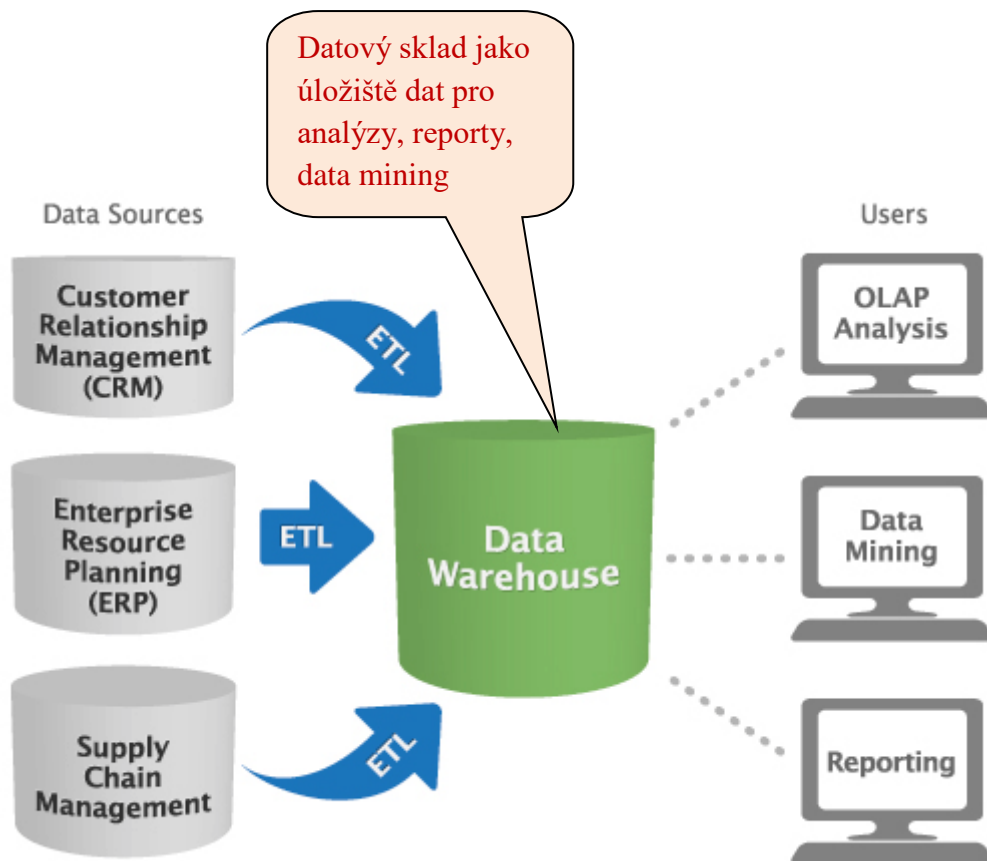 Datový sklad jako
úložiště dat pro
analýzy, reporty,
data mining
Data Sources
Users
Customer
Relationship
Management
(CRM)
ETL
OLAP
Analysis
Enterprise
Resource
Planning
(ERP)
ETL
Data
Warehouse
Data
Mining
Supply
Chain
Management
ETL
Reporting